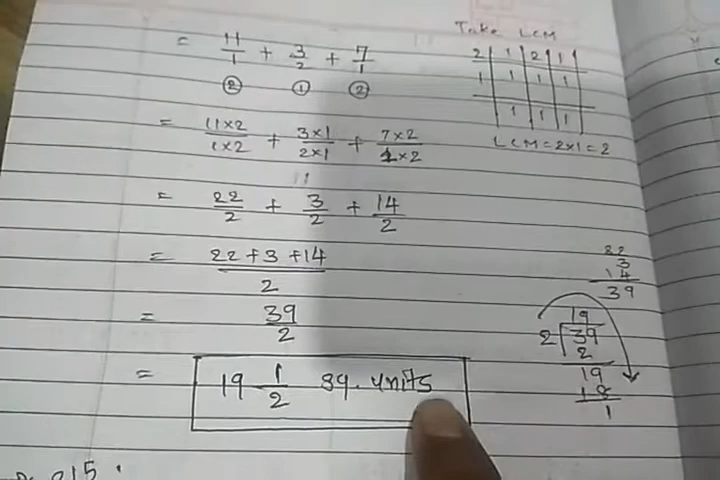 = 11/1 + 3/2 + 7/1
② ① ②
= 11×2/1×2 + 3×1/2×1 + 7×2/1×2
= 22/2 + 3/2 + 14/2
= 22+3+14/2
= 39/2
= 19 1/2 sq. units
Take LCM
2 | 1 | 2 | 1
1 | 1 | 1 | 1
1 | 1 | 1
LCM = 2×1 = 2
22
3
14
39
19
2 39
2
19
18
1